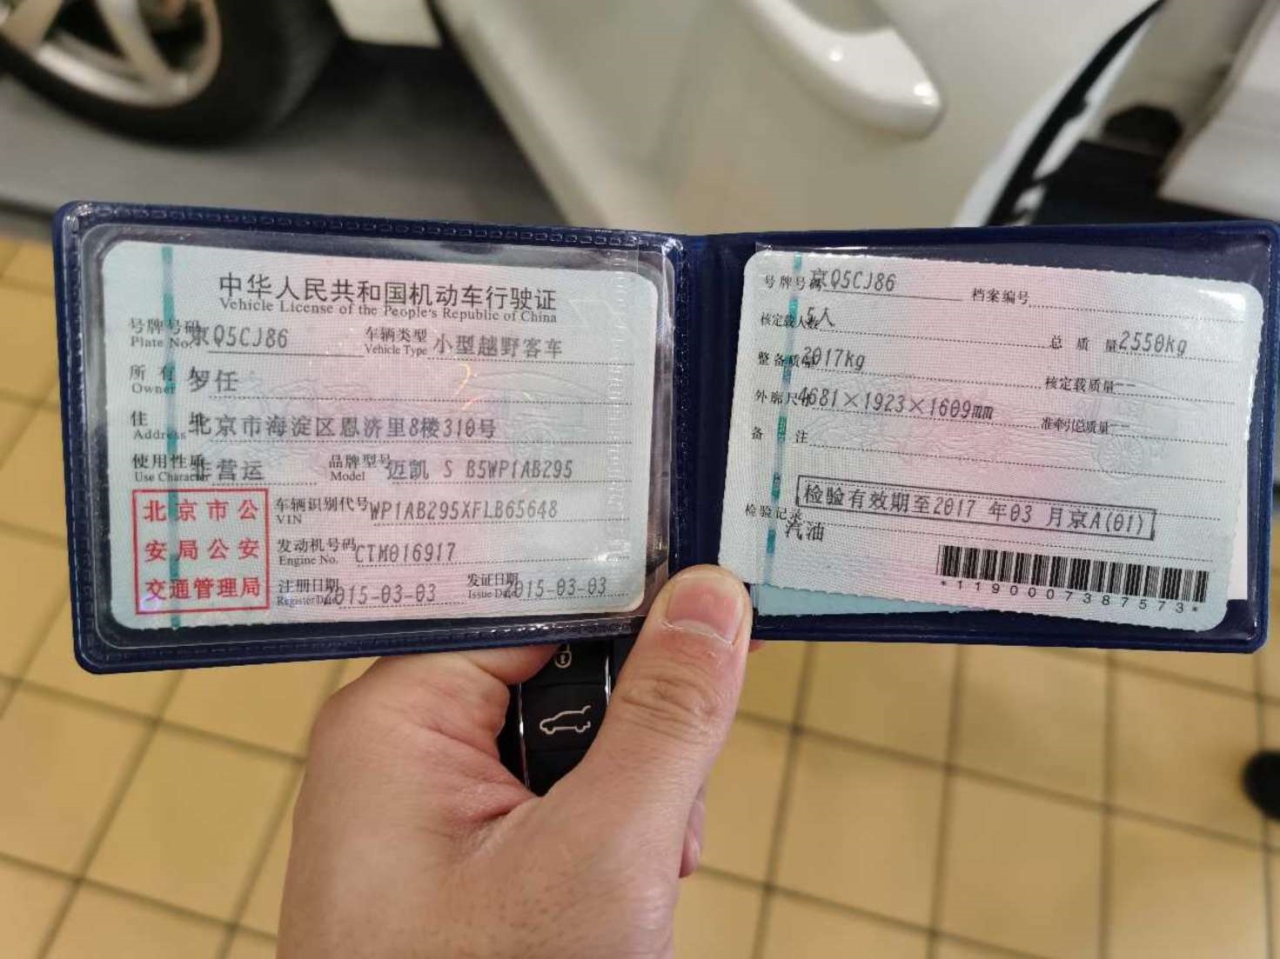 中华人民共和国机动车行驶证
Vehicle License of the People's Republic of China
号牌号码 京Q5CJ86 车辆类型 小型越野客车
Plate No. Vehicle Type
所有 罗任
Owner
住 址 北京市海淀区恩济里8楼310号
Address
使用性质 非营运 品牌型号 迈凯 S B5WP1AB295
Use Character Model
北京市公
安局公安
交通管理局
车辆识别代号 WP1AB295XFLB65648
VIN
发动机号码 CTM016917
Engine No.
注册日期 2015-03-03 发证日期 2015-03-03
Register Date Issue Date
号牌号码 京Q5CJ86 档案编号
核定载人数 5人 总质量 2550kg
整备质量 2017kg 核定载质量 --
外廓尺寸 4681×1923×1609mm 准牵引总质量 --
备 注
检验有效期至2017 年03 月京A(01)
检验记录
汽油
*1190007387573*